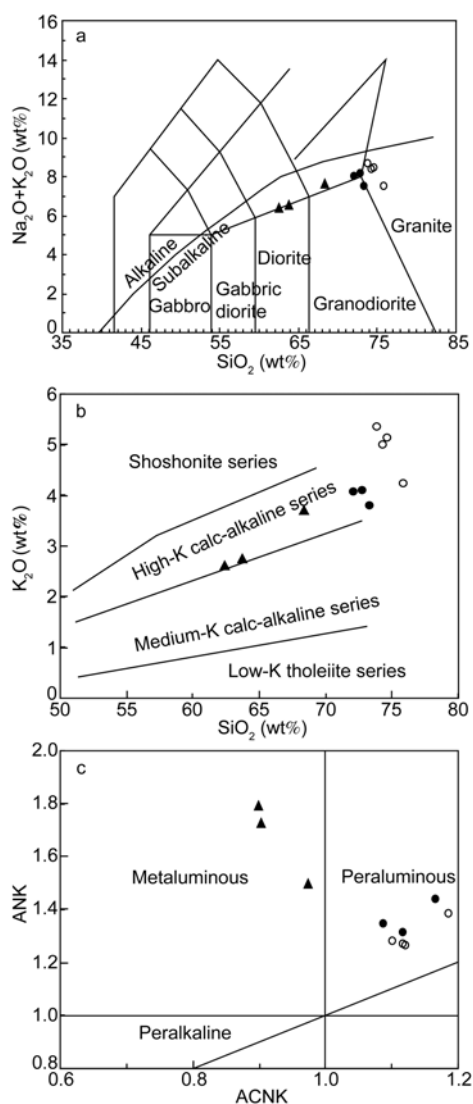 a
16
14
12
10
8
6
4
2
0
Na₂O+K₂O (wt%)
Alkaline
Subalkaline
Gabbro
Gabbric
diorite
Diorite
Granodiorite
Granite
35 45 55 65 75 85
SiO₂ (wt%)
b
6
5
4
3
2
1
0
K₂O (wt%)
Shoshonite series
High-K calc-alkaline series
Medium-K calc-alkaline series
Low-K tholeiite series
50 55 60 65 70 75 80
SiO₂ (wt%)
c
2.0
1.8
1.6
1.4
1.2
1.0
0.8
ANK
Metaluminous
Peraluminous
Peralkaline
0.6 0.8 1.0 1.2
ACNK